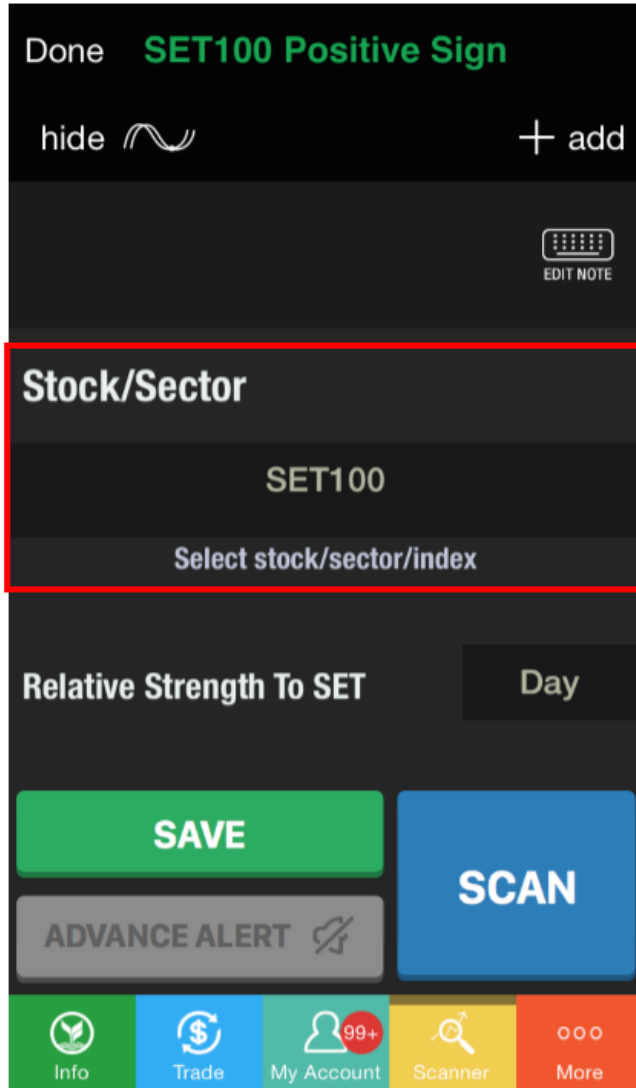 Done SET100 Positive Sign
hide + add
EDIT NOTE
Stock/Sector
SET100
Select stock/sector/index
Relative Strength To SET Day
SAVE
SCAN
ADVANCE ALERT
99+
Info Trade My Account Scanner More